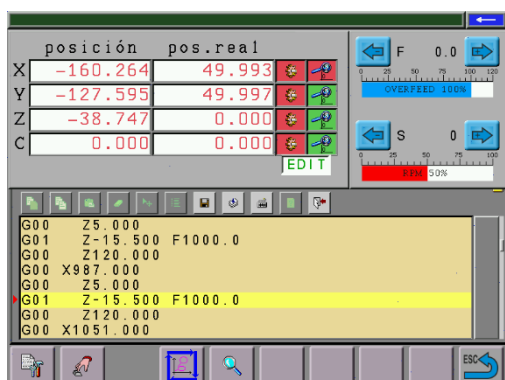 posición pos.real
X -160.264 49.993
Y -127.595 49.997
Z -38.747 0.000
C 0.000 0.000
EDIT
F 0.0
0 25 50 75 100 120
OVERFEED 100%
S 0
0 25 50 75 100
RPM 50%
G00 Z5.000
G01 Z-15.500 F1000.0
G00 Z120.000
G00 X987.000
G00 Z5.000
G01 Z-15.500 F1000.0
G00 Z120.000
G00 X1051.000
ESC